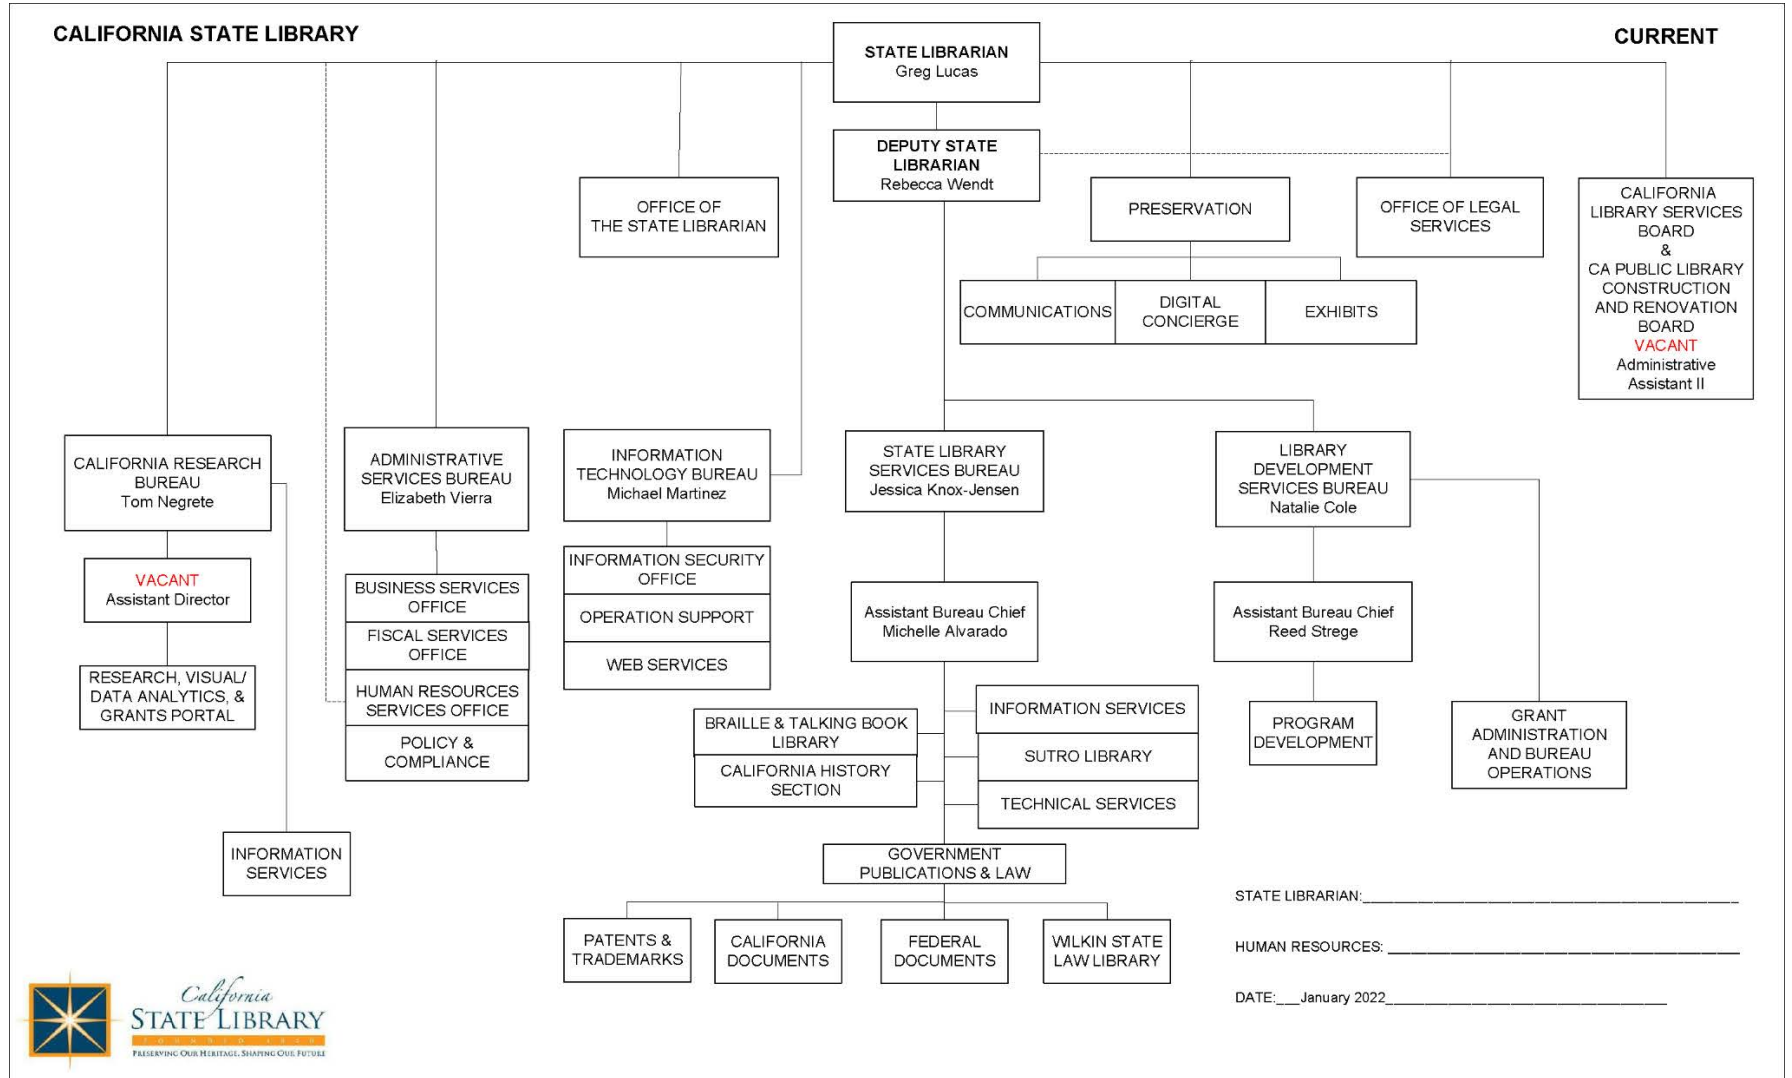 CALIFORNIA STATE LIBRARY
CURRENT
STATE LIBRARIAN
Greg Lucas
DEPUTY STATE
LIBRARIAN
Rebecca Wendt
OFFICE OF
THE STATE LIBRARIAN
PRESERVATION
OFFICE OF LEGAL
SERVICES
CALIFORNIA
LIBRARY SERVICES
BOARD
&
CA PUBLIC LIBRARY
CONSTRUCTION
AND RENOVATION
BOARD
VACANT
Administrative
Assistant II
COMMUNICATIONS
DIGITAL
CONCIERGE
EXHIBITS
CALIFORNIA RESEARCH
BUREAU
Tom Negrete
ADMINISTRATIVE
SERVICES BUREAU
Elizabeth Vierra
INFORMATION
TECHNOLOGY BUREAU
Michael Martinez
STATE LIBRARY
SERVICES BUREAU
Jessica Knox-Jensen
LIBRARY
DEVELOPMENT
SERVICES BUREAU
Natalie Cole
VACANT
Assistant Director
RESEARCH, VISUAL/
DATA ANALYTICS, &
GRANTS PORTAL
INFORMATION
SERVICES
BUSINESS SERVICES
OFFICE
FISCAL SERVICES
OFFICE
HUMAN RESOURCES
SERVICES OFFICE
POLICY &
COMPLIANCE
INFORMATION SECURITY
OFFICE
OPERATION SUPPORT
WEB SERVICES
Assistant Bureau Chief
Michelle Alvarado
Assistant Bureau Chief
Reed Strege
BRAILLE & TALKING BOOK
LIBRARY
CALIFORNIA HISTORY
SECTION
INFORMATION SERVICES
SUTRO LIBRARY
TECHNICAL SERVICES
PROGRAM
DEVELOPMENT
GRANT
ADMINISTRATION
AND BUREAU
OPERATIONS
GOVERNMENT
PUBLICATIONS & LAW
PATENTS &
TRADEMARKS
CALIFORNIA
DOCUMENTS
FEDERAL
DOCUMENTS
WILKIN STATE
LAW LIBRARY
STATE LIBRARIAN:
HUMAN RESOURCES:
DATE:___January 2022
California
STATE LIBRARY
FOUNDED 1850
PRESERVING OUR HERITAGE, SHAPING OUR FUTURE